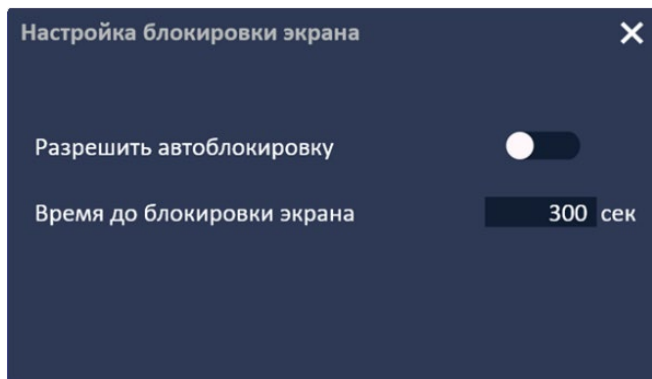 Настройка блокировки экрана
Разрешить автоблокировку
Время до блокировки экрана 300 сек